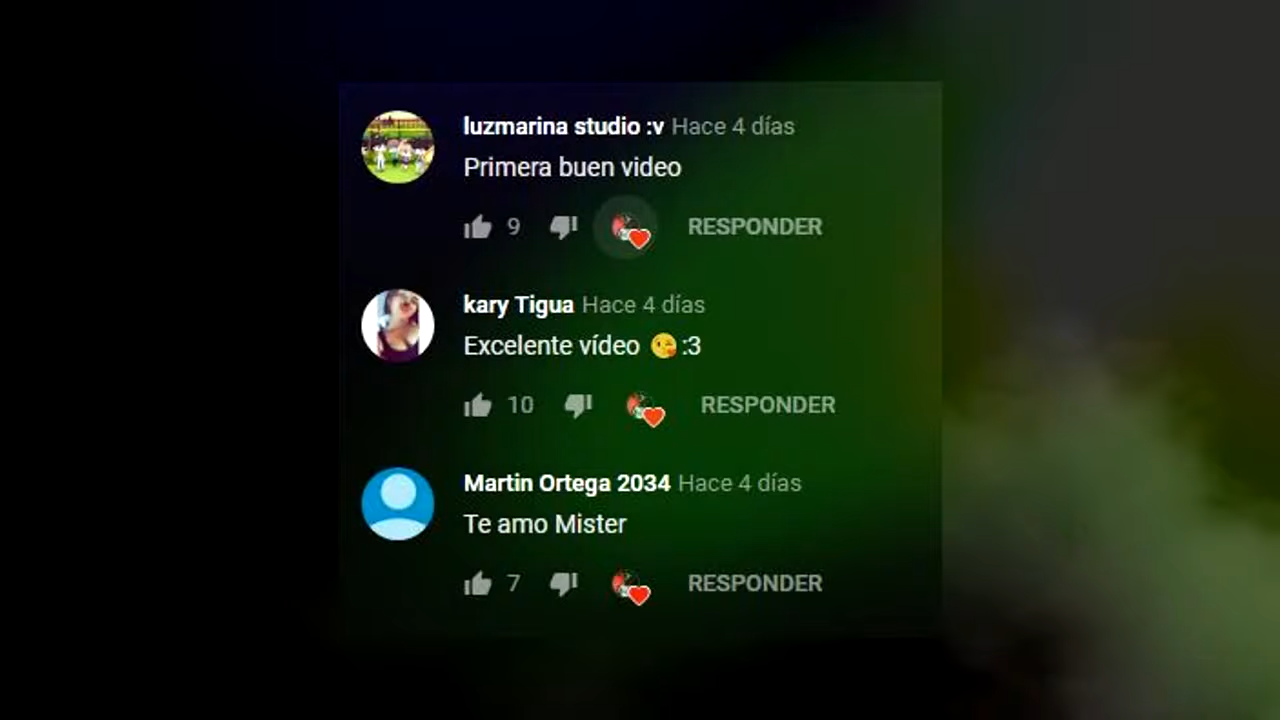 luzmarina studio :v Hace 4 días
Primera buen video
9 RESPONDER
kary Tigua Hace 4 días
Excelente vídeo 😘 :3
10 RESPONDER
Martin Ortega 2034 Hace 4 días
Te amo Mister
7 RESPONDER